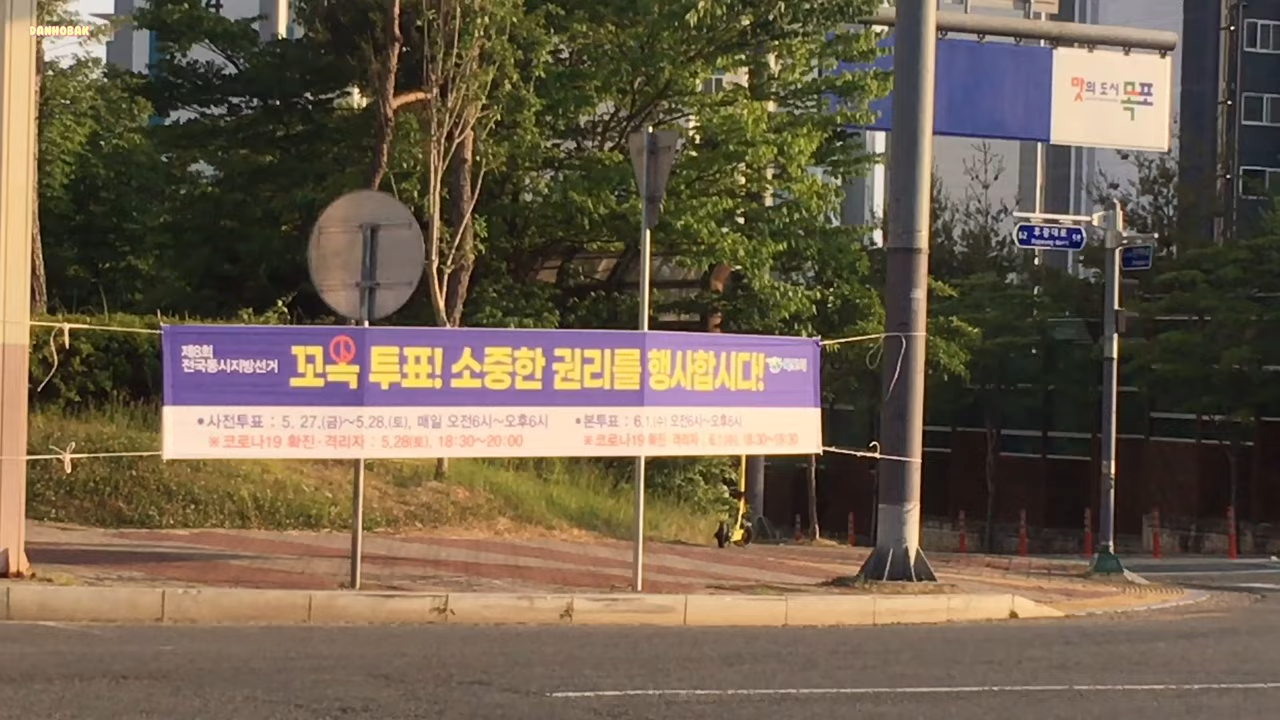 DANHOBAK
맛의 도시 목포
62 후광대로 58
Hugwang-daero
제8회
전국동시지방선거
꼬옥 투표! 소중한 권리를 행사합시다!
•사전투표 : 5. 27.(금)~5.28.(토), 매일 오전6시~오후6시
•본투표 : 6.1.(수) 오전6시~오후6시
※코로나19 확진·격리자 : 5.28(토), 18:30~20:00
※코로나19 확진·격리자 : 6.1(수), 18:30~19:30